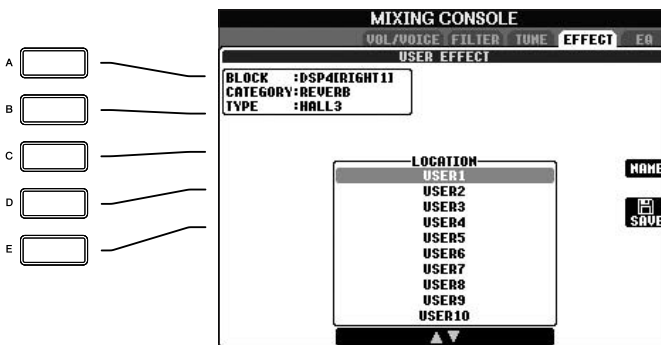 MIXING CONSOLE
VOL/VOICE FILTER TUNE EFFECT EQ
USER EFFECT
A
B
C
D
E
BLOCK :DSP4[RIGHT1]
CATEGORY:REVERB
TYPE :HALL3
LOCATION
USER1
USER2
USER3
USER4
USER5
USER6
USER7
USER8
USER9
USER10
NAME
SAVE